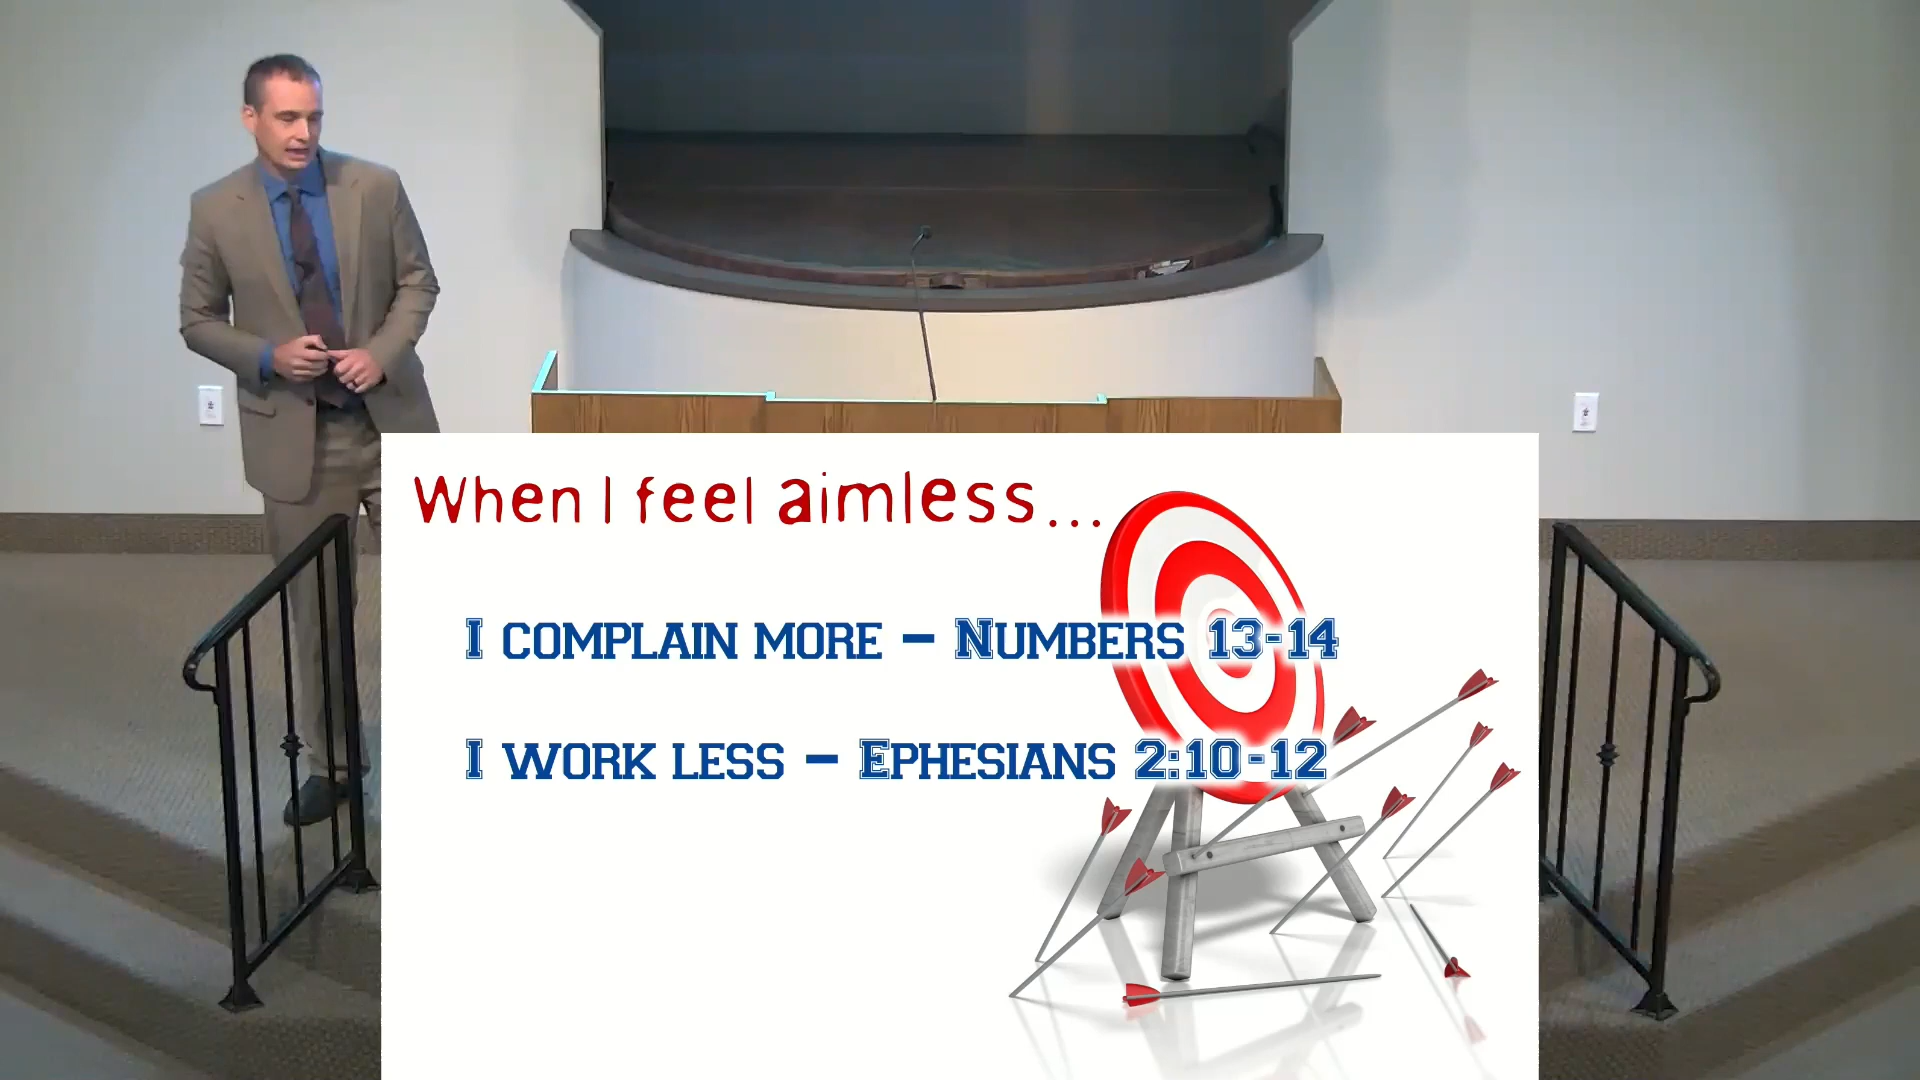 When I feel aimless...
I COMPLAIN MORE – NUMBERS 13-14
I WORK LESS – EPHESIANS 2:10-12